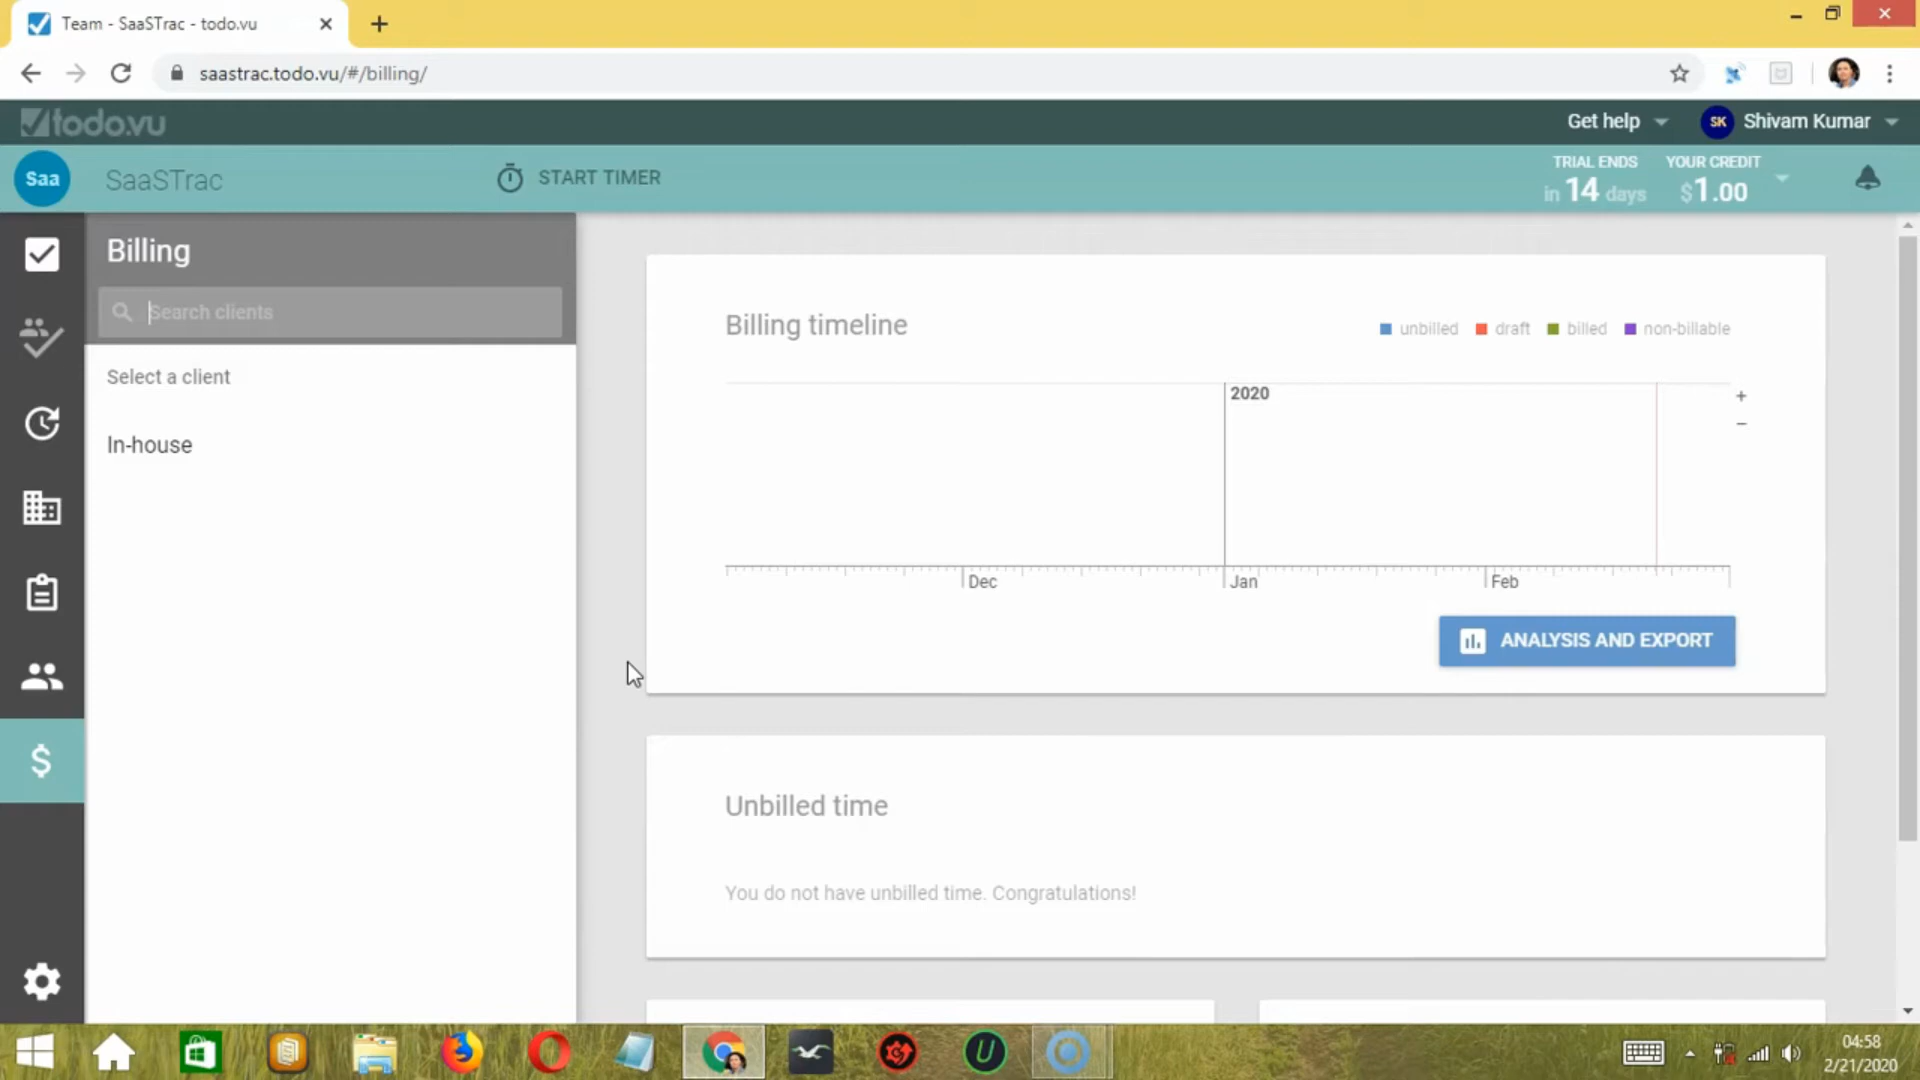 Team - SaaSTrac - todo.vu
saastrac.todo.vu/#/billing/
todo.vu
Get help
SK
Shivam Kumar
Saa
SaaSTrac
START TIMER
TRIAL ENDS
in 14 days
YOUR CREDIT
$1.00
Billing
Search clients
Select a client
In-house
Billing timeline
unbilled
draft
billed
non-billable
2020
+
−
Dec
Jan
Feb
ANALYSIS AND EXPORT
Unbilled time
You do not have unbilled time. Congratulations!
04:58
2/21/2020